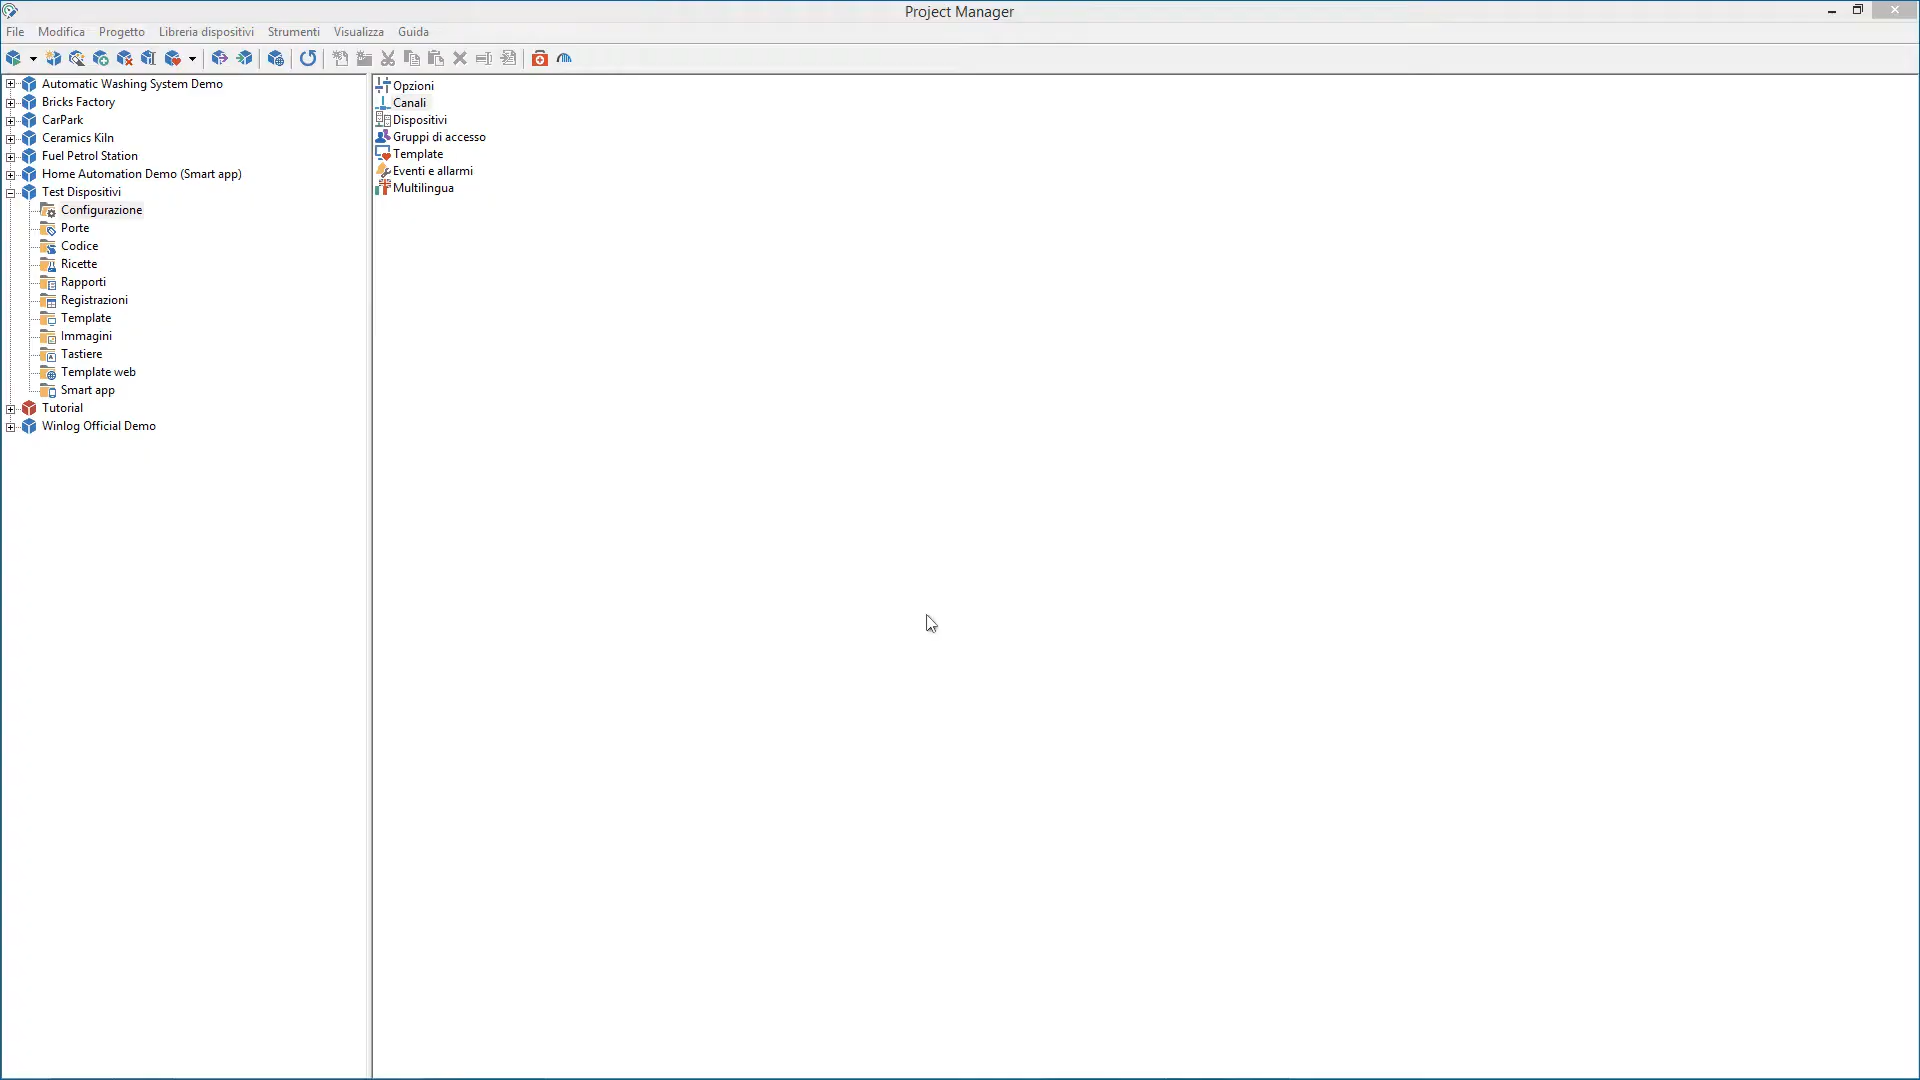 Project Manager
File Modifica Progetto Libreria dispositivi Strumenti Visualizza Guida
Automatic Washing System Demo
Bricks Factory
CarPark
Ceramics Kiln
Fuel Petrol Station
Home Automation Demo (Smart app)
Test Dispositivi
Configurazione
Porte
Codice
Ricette
Rapporti
Registrazioni
Template
Immagini
Tastiere
Template web
Smart app
Tutorial
Winlog Official Demo
Opzioni
Canali
Dispositivi
Gruppi di accesso
Template
Eventi e allarmi
Multilingua